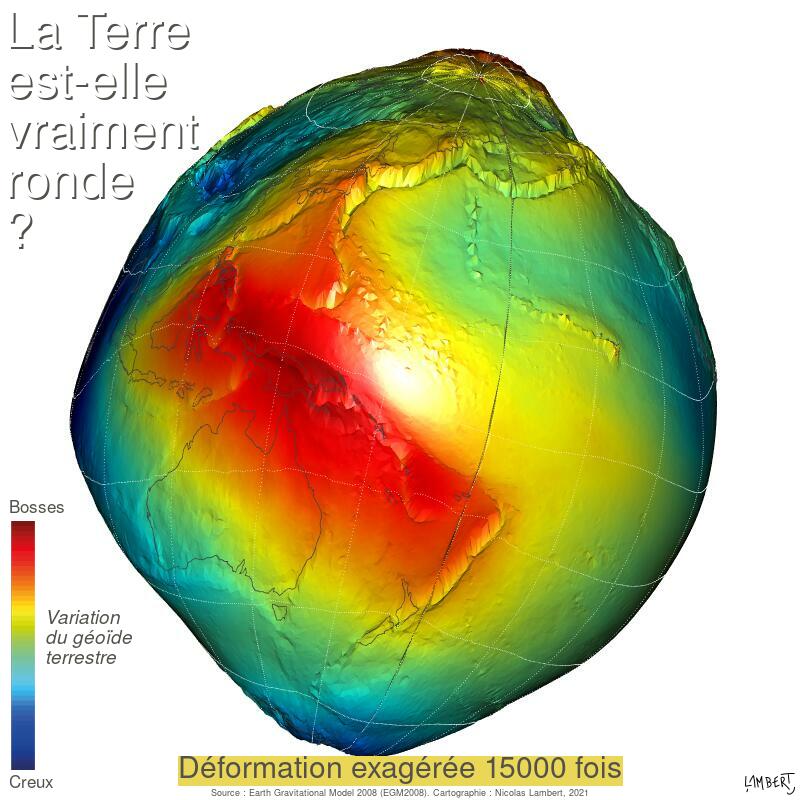 La Terre
est-elle
vraiment
ronde
?
Bosses
Variation
du géoïde
terrestre
Creux
Déformation exagérée 15000 fois
Source : Earth Gravitational Model 2008 (EGM2008). Cartographie : Nicolas Lambert, 2021
LAMBERT